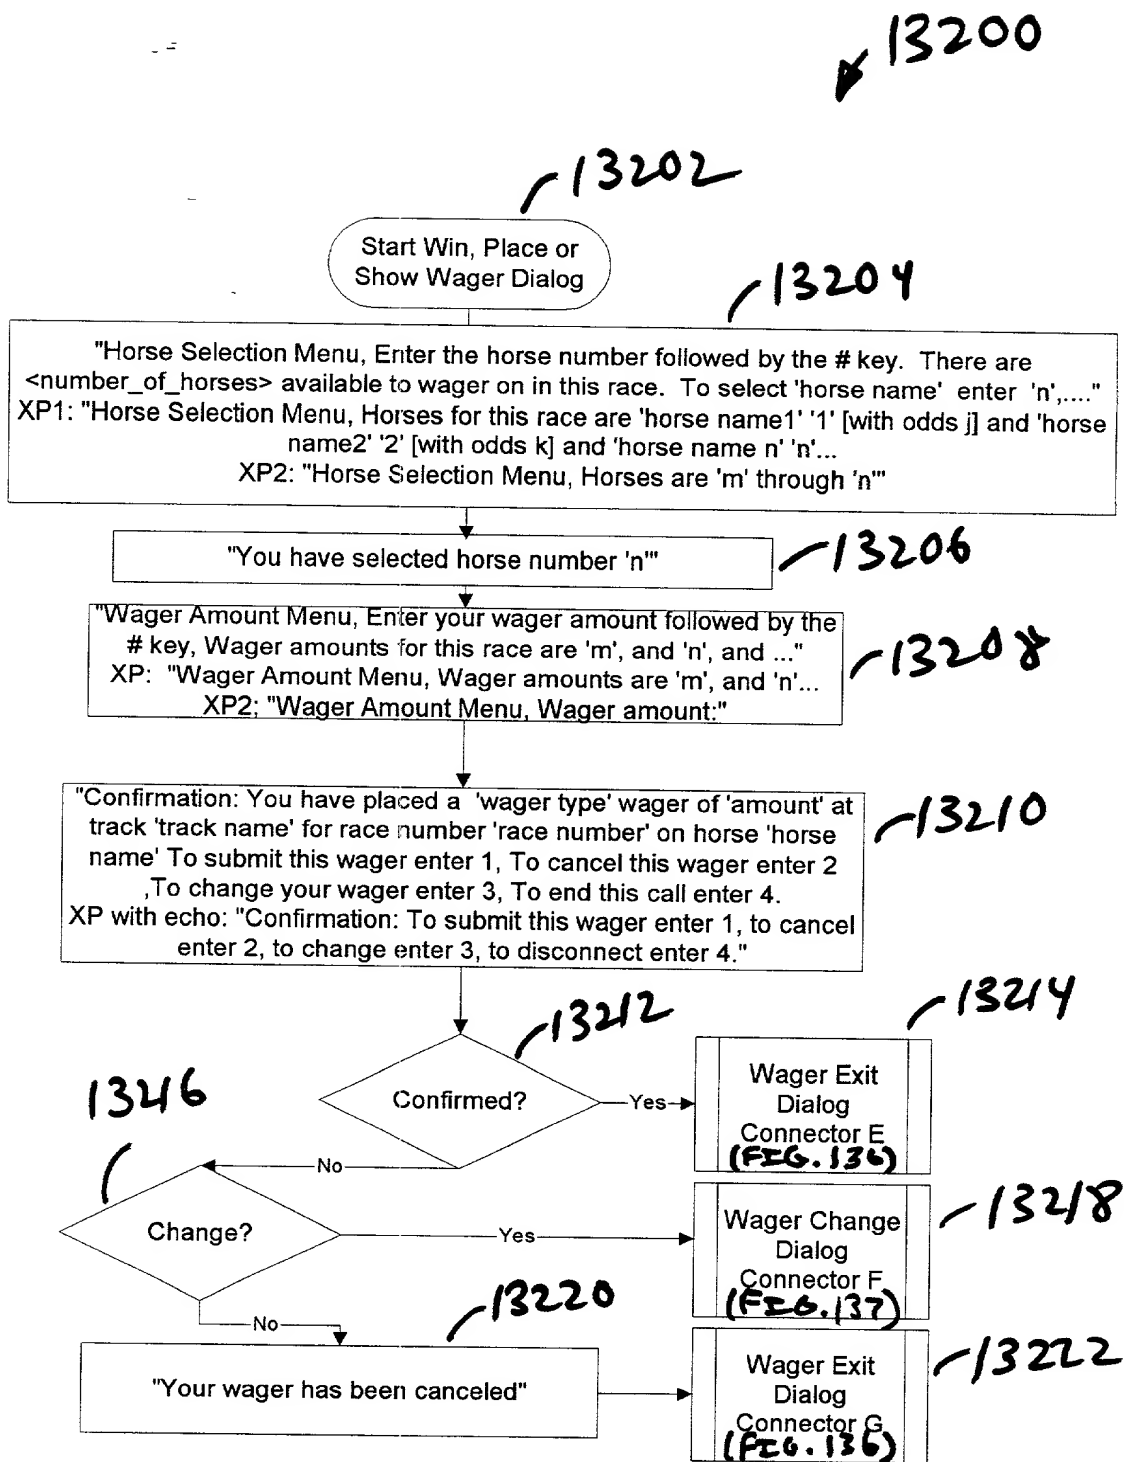 13200
13202
Start Win, Place or
Show Wager Dialog
13204
"Horse Selection Menu, Enter the horse number followed by the # key. There are
<number_of_horses> available to wager on in this race. To select 'horse name' enter 'n',...."
XP1: "Horse Selection Menu, Horses for this race are 'horse name1' '1' [with odds j] and 'horse
name2' '2' [with odds k] and 'horse name n' 'n'...
XP2: "Horse Selection Menu, Horses are 'm' through 'n'"
13206
"You have selected horse number 'n'"
"Wager Amount Menu, Enter your wager amount followed by the
# key, Wager amounts for this race are 'm', and 'n', and ..."
XP: "Wager Amount Menu, Wager amounts are 'm', and 'n'...
XP2; "Wager Amount Menu, Wager amount:"
13208
"Confirmation: You have placed a 'wager type' wager of 'amount' at
track 'track name' for race number 'race number' on horse 'horse
name' To submit this wager enter 1, To cancel this wager enter 2
,To change your wager enter 3, To end this call enter 4.
XP with echo: "Confirmation: To submit this wager enter 1, to cancel
enter 2, to change enter 3, to disconnect enter 4."
13210
13212
13214
Confirmed?
Yes
Wager Exit
Dialog
Connector E
(FIG. 136)
13216
No
Change?
Yes
Wager Change
Dialog
Connector F
(FIG. 137)
13218
No
13220
"Your wager has been canceled"
Wager Exit
Dialog
Connector G
(FIG. 136)
13222